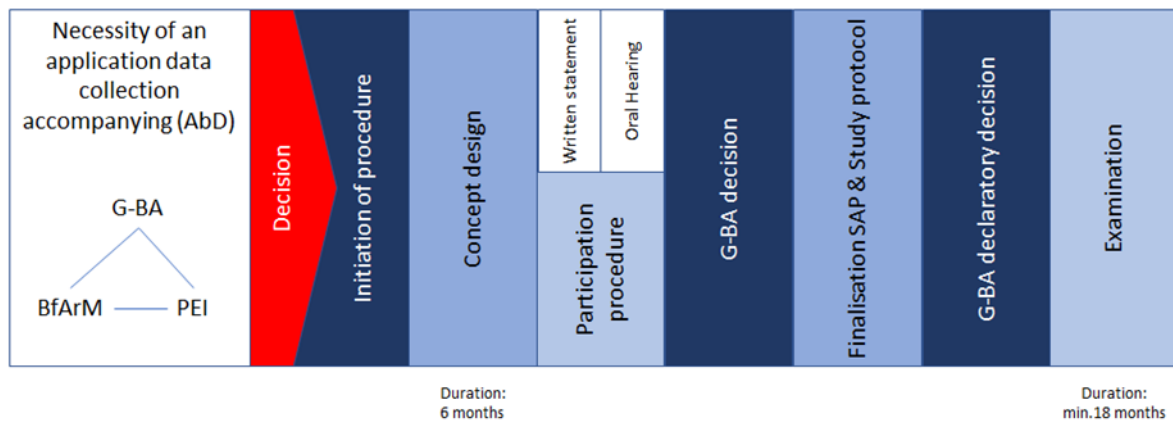 Necessity of an
application data
collection
accompanying (AbD)
G-BA
BfArM
PEI
Decision
Initiation of procedure
Concept design
Written statement
Oral Hearing
Participation
procedure
G-BA decision
Finalisation SAP & Study protocol
G-BA declaratory decision
Examination
Duration:
6 months
Duration:
min.18 months